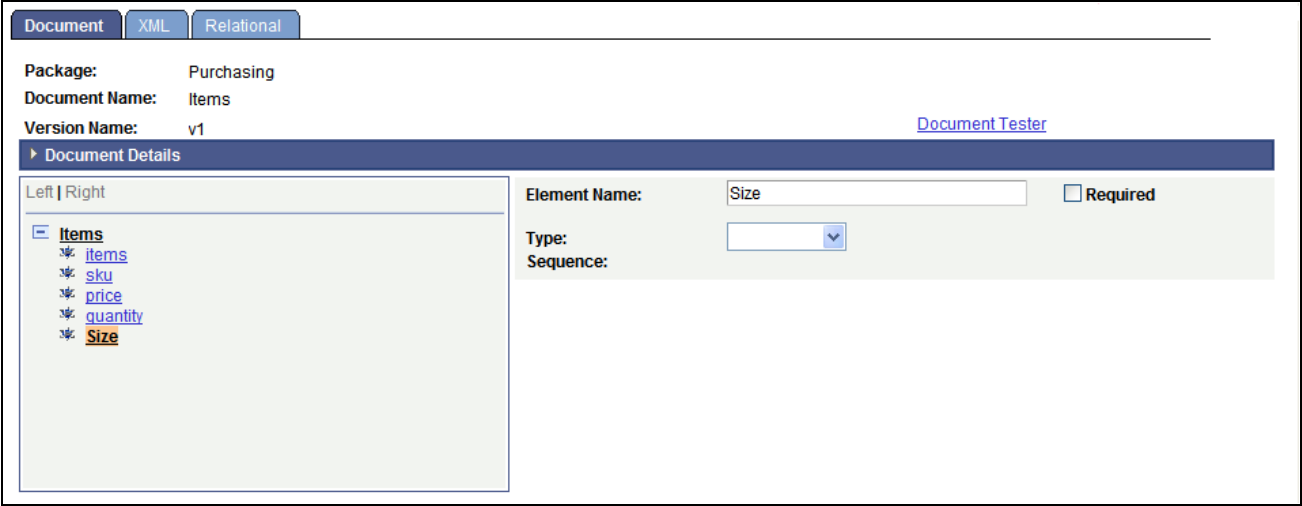 Document XML Relational
Package: Purchasing
Document Name: Items
Version Name: v1 Document Tester
Document Details
Left | Right
Items
items
sku
price
quantity
Size
Element Name: Size Required
Type:
Sequence: